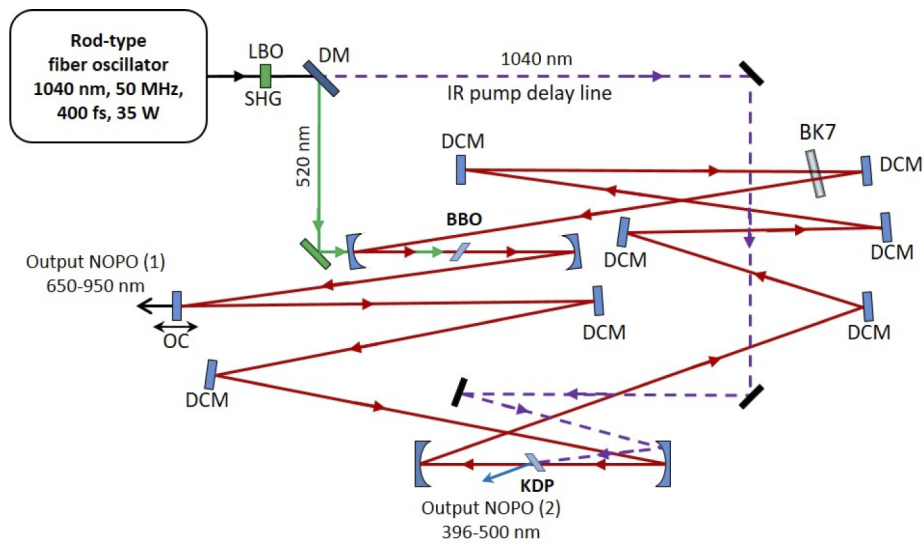 Rod-type
fiber oscillator
1040 nm, 50 MHz,
400 fs, 35 W
LBO
SHG
DM
1040 nm
IR pump delay line
520 nm
BK7
DCM
DCM
BBO
DCM
DCM
Output NOPO (1)
650-950 nm
OC
DCM
DCM
DCM
KDP
Output NOPO (2)
396-500 nm